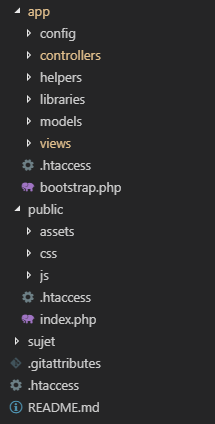 app
config
controllers
helpers
libraries
models
views
.htaccess
bootstrap.php
public
assets
css
js
.htaccess
index.php
sujet
.gitattributes
.htaccess
README.md